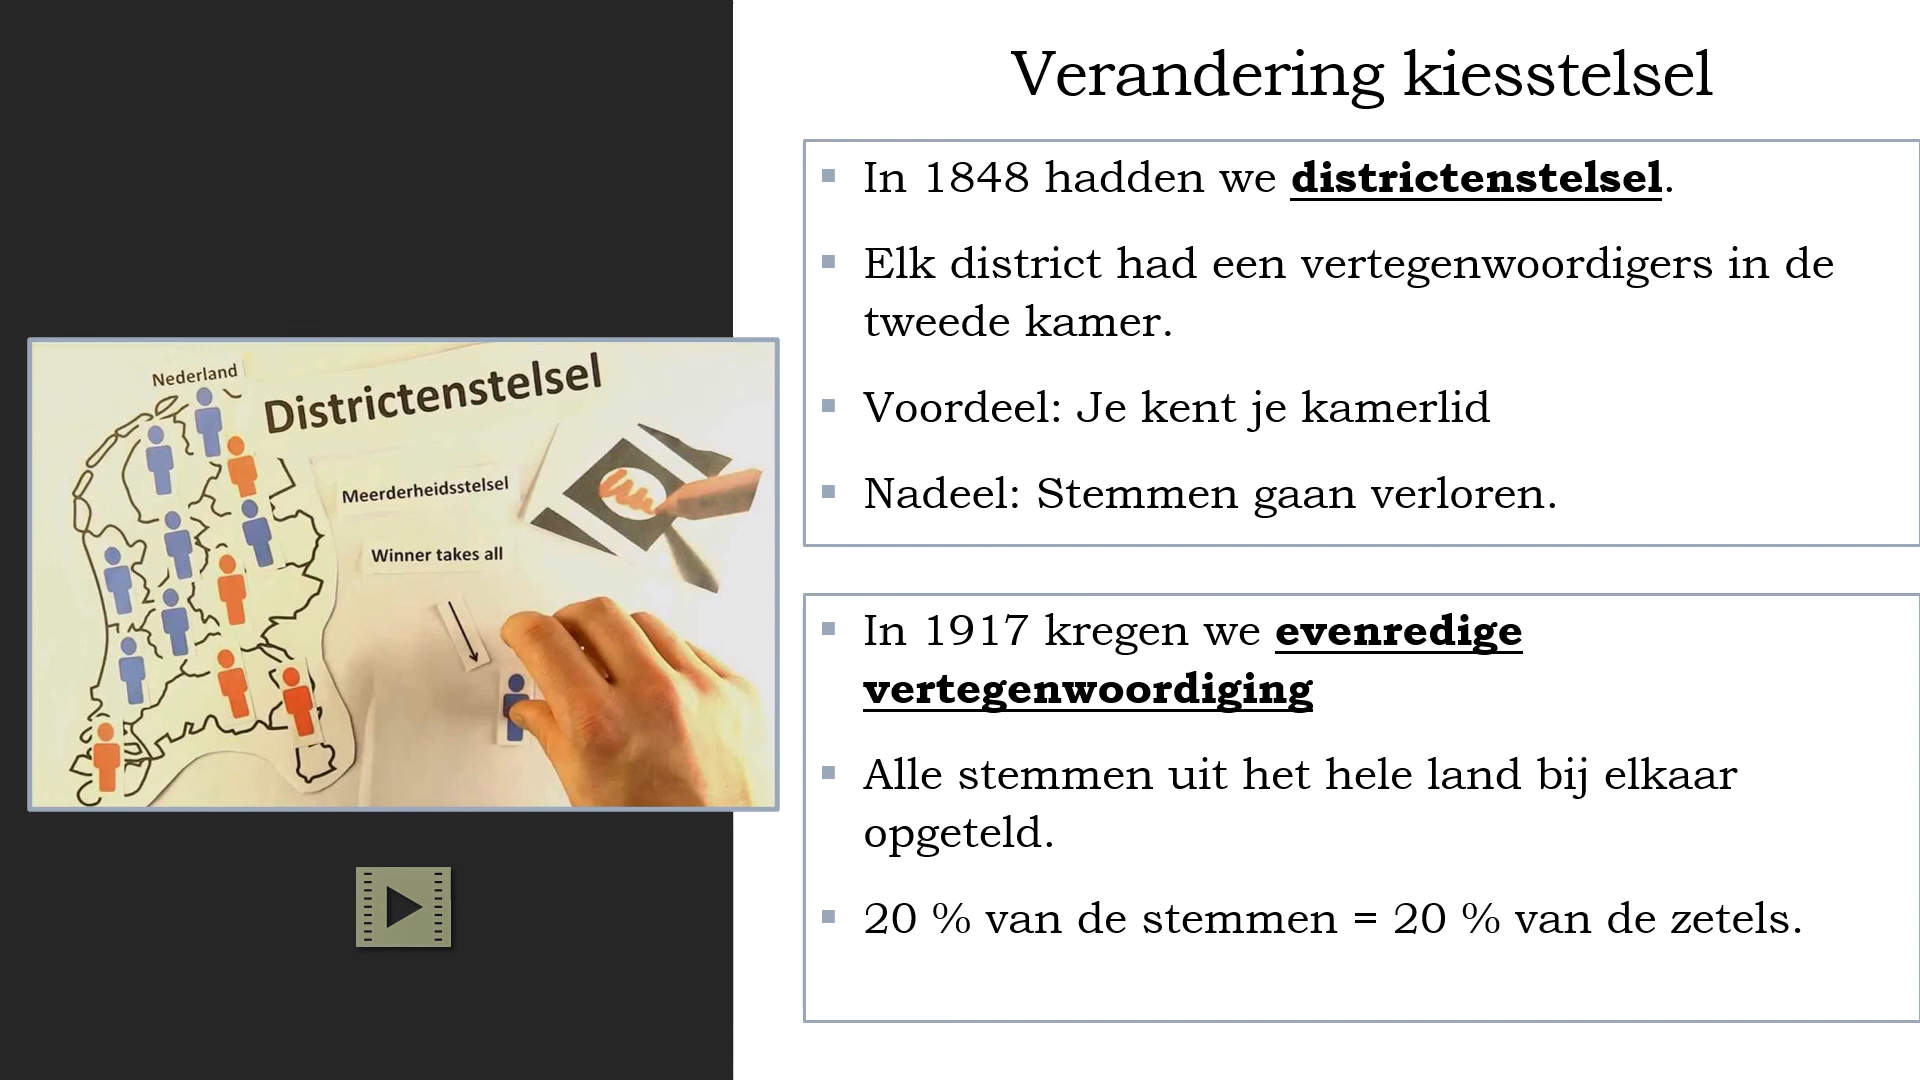 Verandering kiesstelsel
In 1848 hadden we districtenstelsel.
Elk district had een vertegenwoordigers in de
tweede kamer.
Voordeel: Je kent je kamerlid
Nadeel: Stemmen gaan verloren.
In 1917 kregen we evenredige
vertegenwoordiging
Alle stemmen uit het hele land bij elkaar
opgeteld.
20 % van de stemmen = 20 % van de zetels.
Nederland
Districtenstelsel
Meerderheidsstelsel
Winner takes all